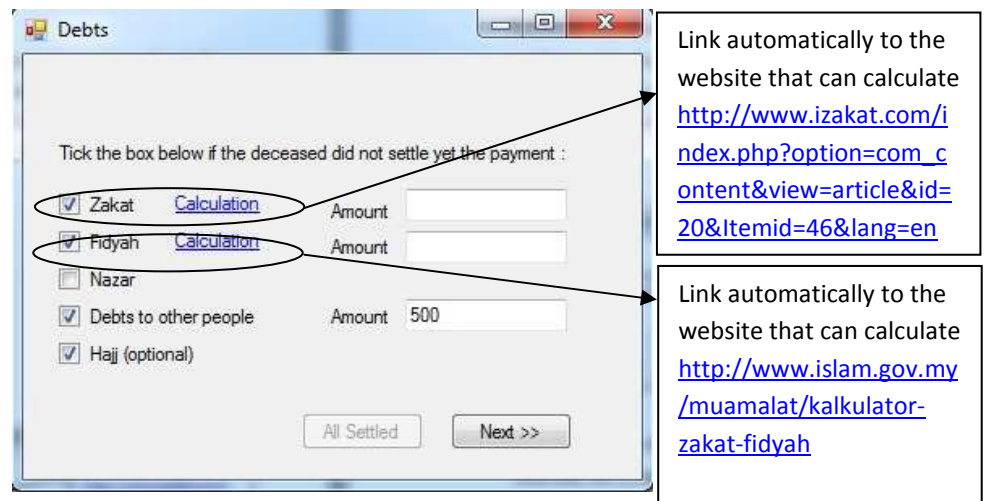 Debts
Tick the box below if the deceased did not settle yet the payment :
Zakat Calculation Amount
Fidyah Calculation Amount
Nazar
Debts to other people Amount 500
Hajj (optional)
All Settled Next >>
Link automatically to the
website that can calculate
http://www.izakat.com/i
ndex.php?option=com_c
ontent&view=article&id=
20&Itemid=46&lang=en
Link automatically to the
website that can calculate
http://www.islam.gov.my
/muamalat/kalkulator-
zakat-fidyah